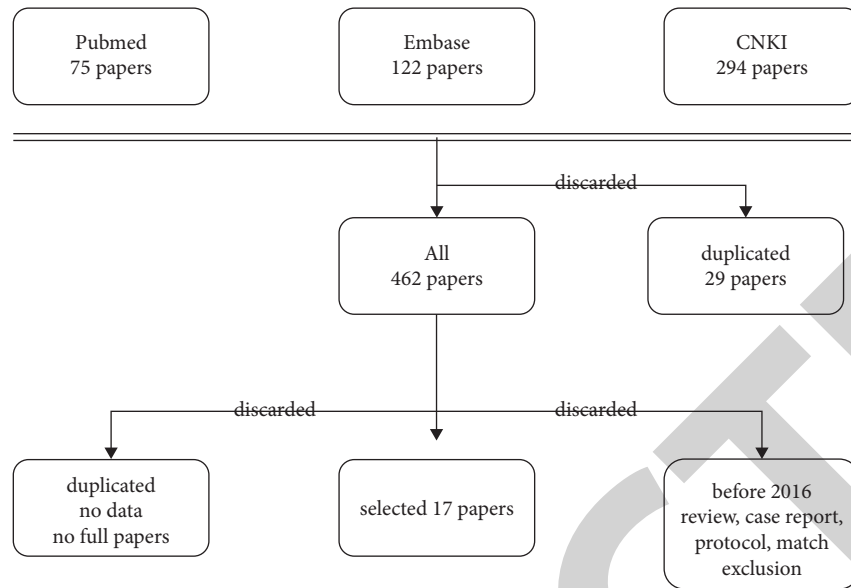 Pubmed
75 papers
Embase
122 papers
CNKI
294 papers
discarded
All
462 papers
duplicated
29 papers
discarded
discarded
duplicated
no data
no full papers
selected 17 papers
before 2016
review, case report,
protocol, match
exclusion